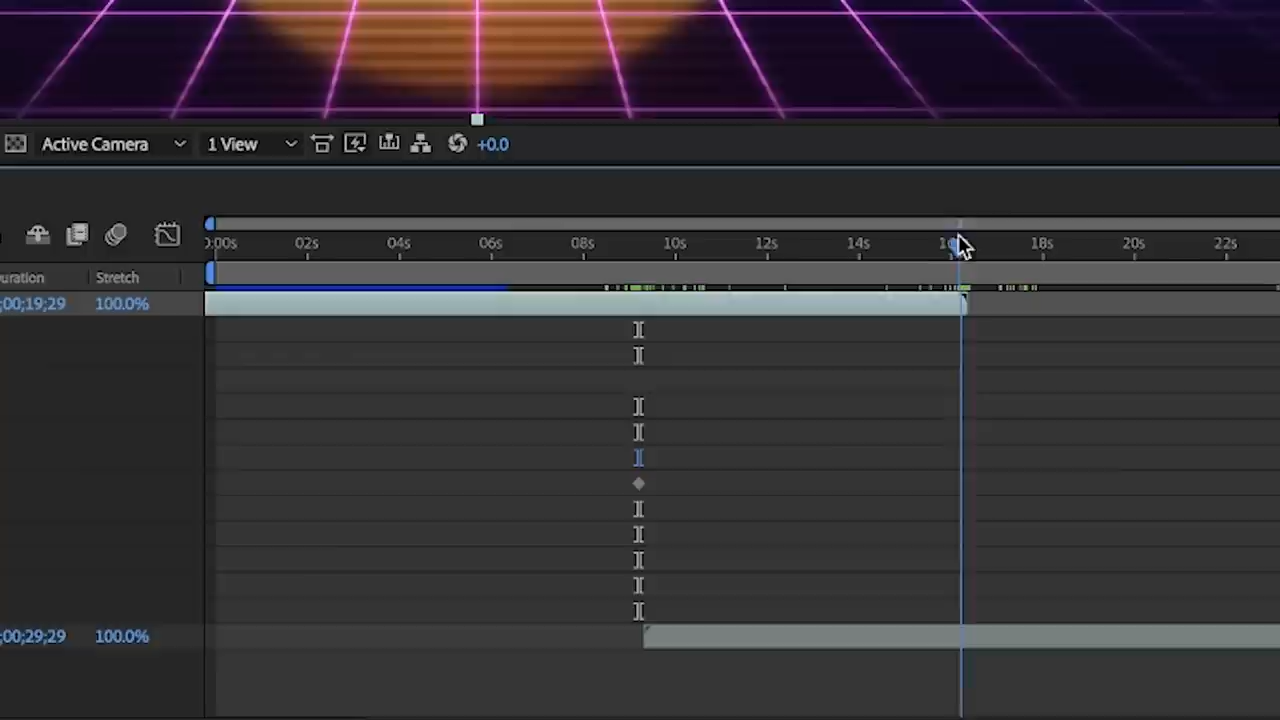 Active Camera 1 View +0.0
0:00s 02s 04s 06s 08s 10s 12s 14s 18s 20s 22s
uration Stretch
;00;19;29 100.0%
;00;29;29 100.0%